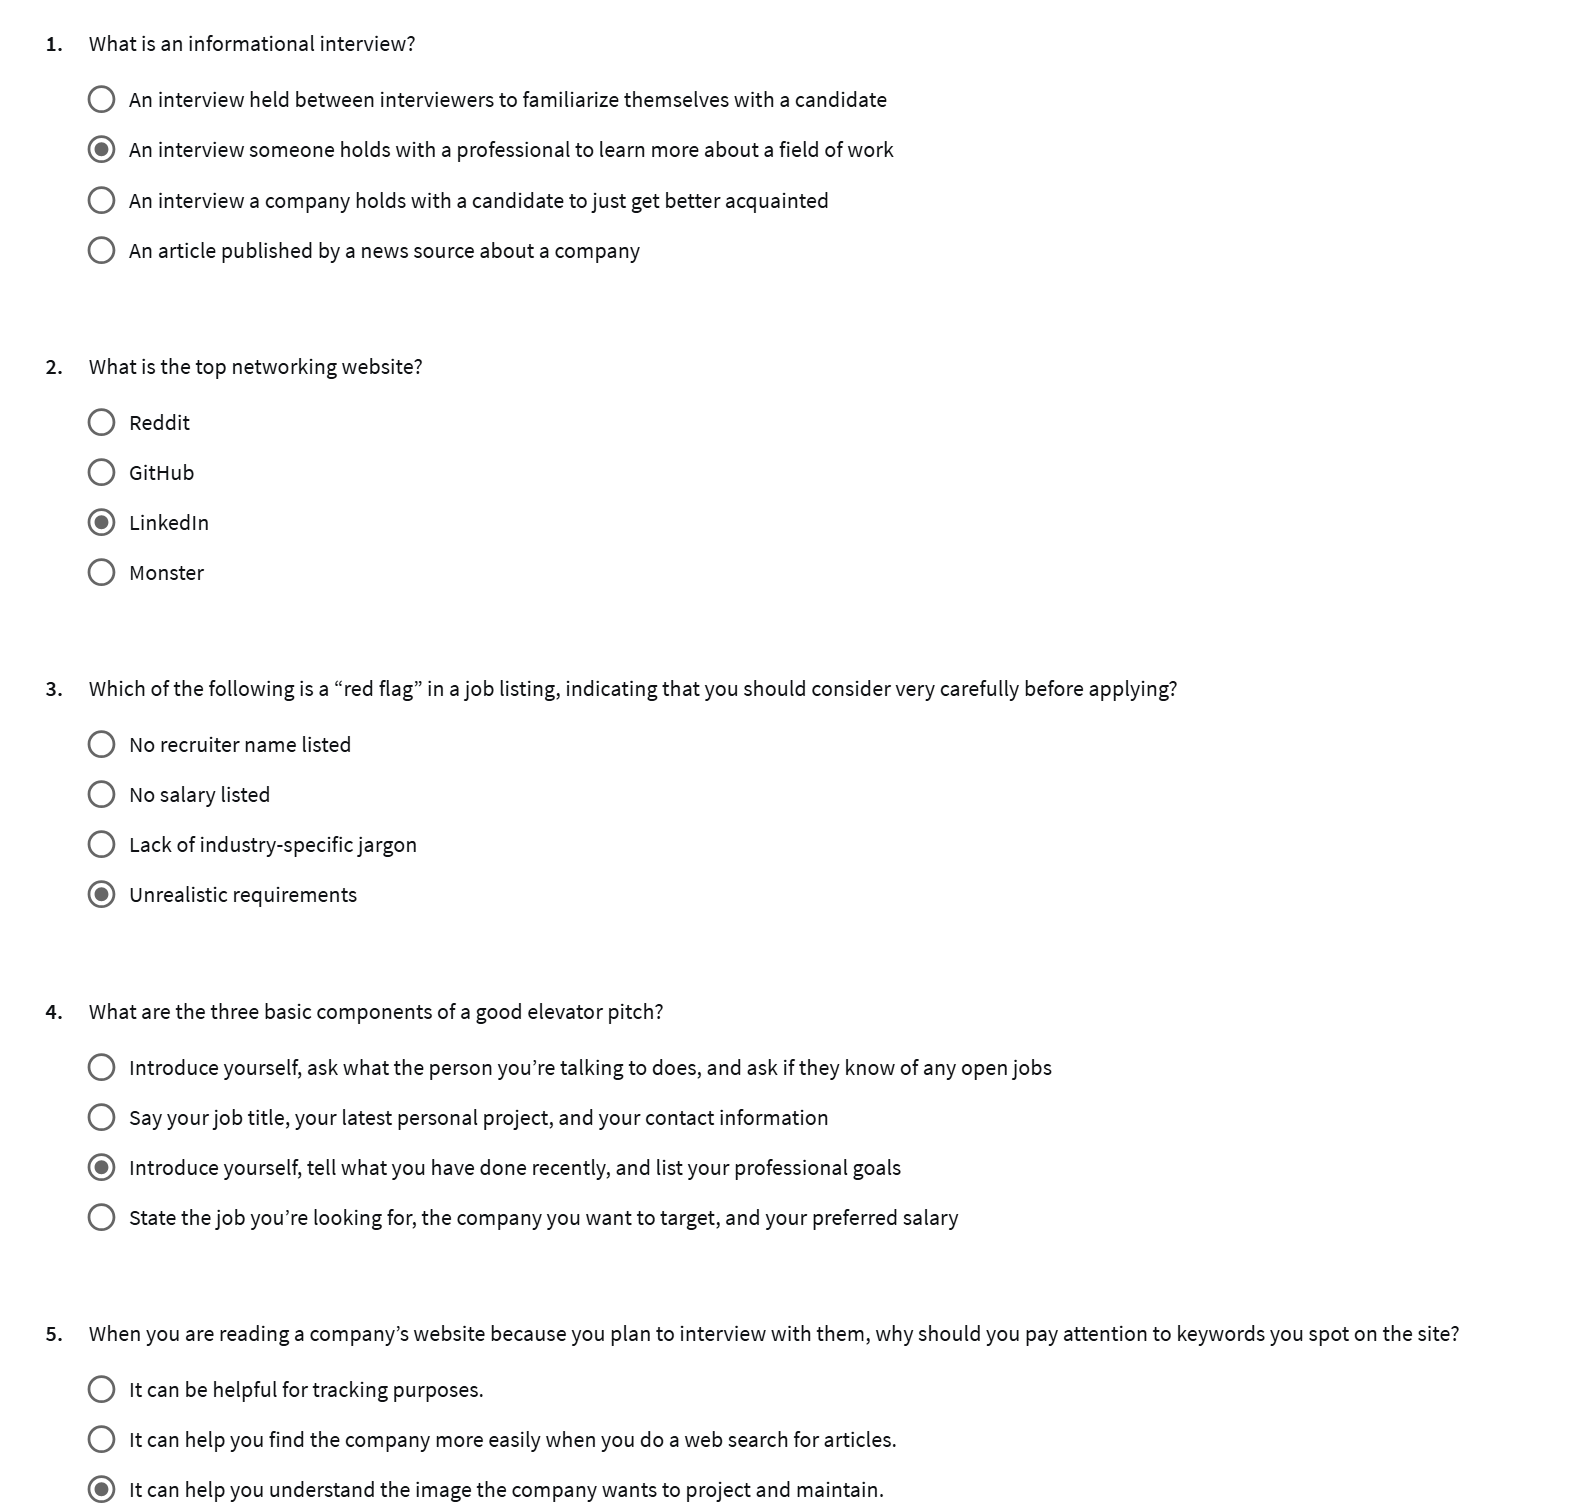 1. What is an informational interview?
An interview held between interviewers to familiarize themselves with a candidate
An interview someone holds with a professional to learn more about a field of work
An interview a company holds with a candidate to just get better acquainted
An article published by a news source about a company
2. What is the top networking website?
Reddit
GitHub
LinkedIn
Monster
3. Which of the following is a “red flag” in a job listing, indicating that you should consider very carefully before applying?
No recruiter name listed
No salary listed
Lack of industry-specific jargon
Unrealistic requirements
4. What are the three basic components of a good elevator pitch?
Introduce yourself, ask what the person you’re talking to does, and ask if they know of any open jobs
Say your job title, your latest personal project, and your contact information
Introduce yourself, tell what you have done recently, and list your professional goals
State the job you’re looking for, the company you want to target, and your preferred salary
5. When you are reading a company’s website because you plan to interview with them, why should you pay attention to keywords you spot on the site?
It can be helpful for tracking purposes.
It can help you find the company more easily when you do a web search for articles.
It can help you understand the image the company wants to project and maintain.